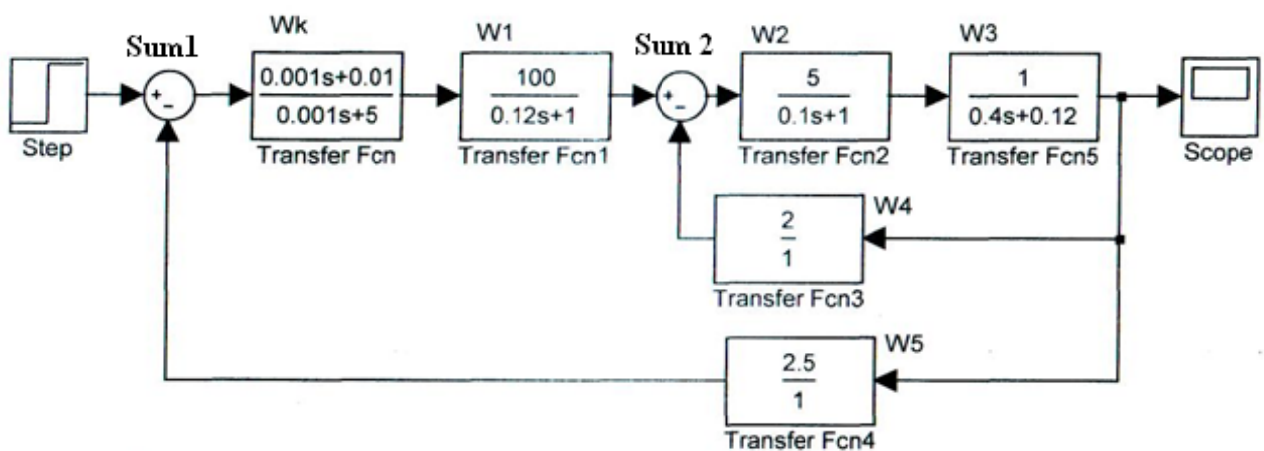 Wk
W1
W2
W3
Sum1
Sum 2
+
−
0.001s+0.01
0.001s+5
100
0.12s+1
+
−
5
0.1s+1
1
0.4s+0.12
Step
Transfer Fcn
Transfer Fcn1
Transfer Fcn2
Transfer Fcn5
Scope
W4
2
1
Transfer Fcn3
W5
2.5
1
Transfer Fcn4